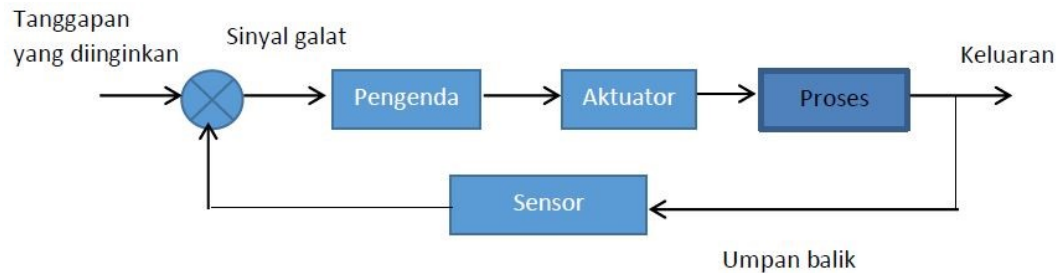 Tanggapan
yang diinginkan
Sinyal galat
Keluaran
Pengenda
Aktuator
Proses
Sensor
Umpan balik